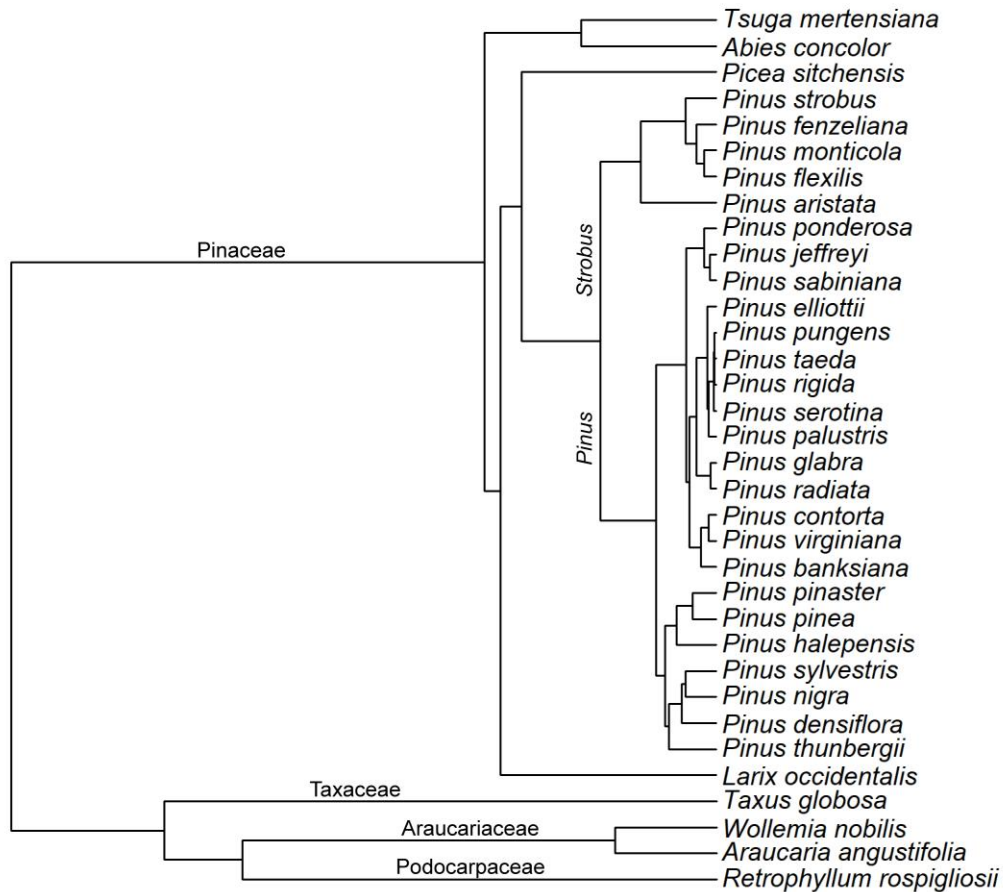 Tsuga mertensiana
Abies concolor
Picea sitchensis
Pinus strobus
Pinus fenzeliana
Pinus monticola
Pinus flexilis
Pinus aristata
Pinus ponderosa
Strobus
Pinaceae
Pinus jeffreyi
Pinus sabiniana
Pinus elliottii
Pinus pungens
Pinus taeda
Pinus rigida
Pinus serotina
Pinus
Pinus palustris
Pinus glabra
Pinus radiata
Pinus contorta
Pinus virginiana
Pinus banksiana
Pinus pinaster
Pinus pinea
Pinus halepensis
Pinus sylvestris
Pinus nigra
Pinus densiflora
Pinus thunbergii
Larix occidentalis
Taxaceae
Taxus globosa
Araucariaceae
Wollemia nobilis
Araucaria angustifolia
Podocarpaceae
Retrophyllum rospigliosii